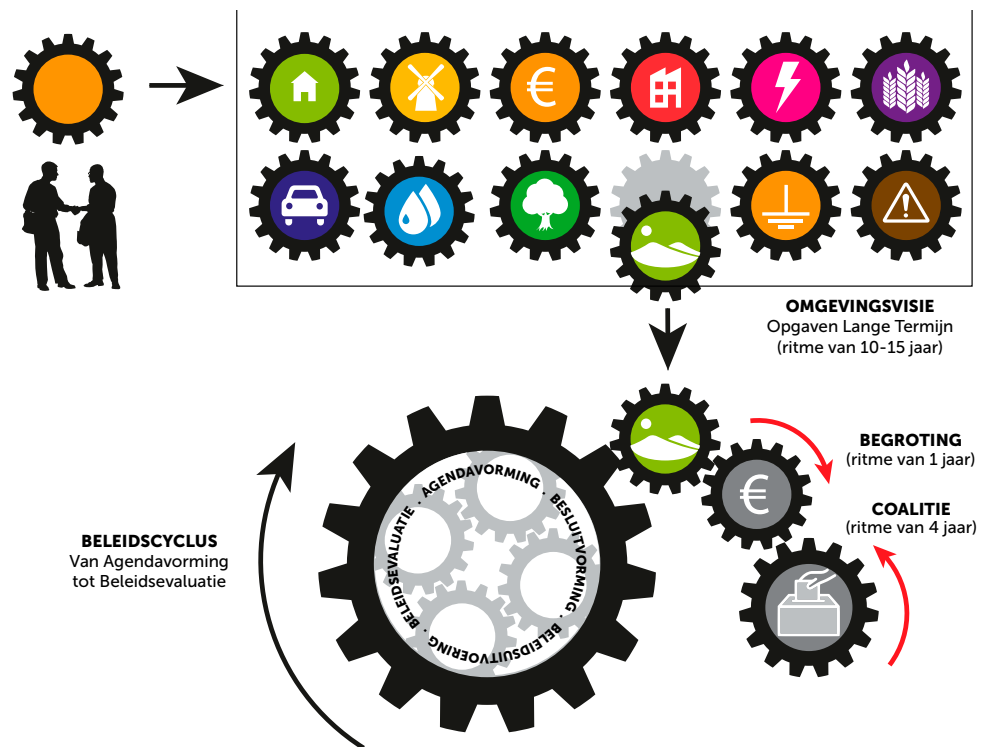 €
OMGEVINGSVISIE
Opgaven Lange Termijn
(ritme van 10-15 jaar)
BEGROTING
(ritme van 1 jaar)
€
COALITIE
(ritme van 4 jaar)
BELEIDSCYCLUS
Van Agendavorming
tot Beleidsevaluatie
AGENDAVORMING · BESLUITVORMING · BELEIDSUITVOERING · BELEIDSEVALUATIE ·